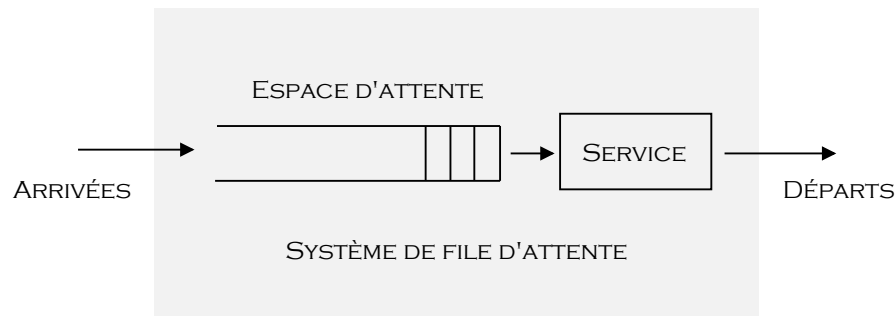 ESPACE D'ATTENTE
SERVICE
ARRIVÉES
DÉPARTS
SYSTÈME DE FILE D'ATTENTE